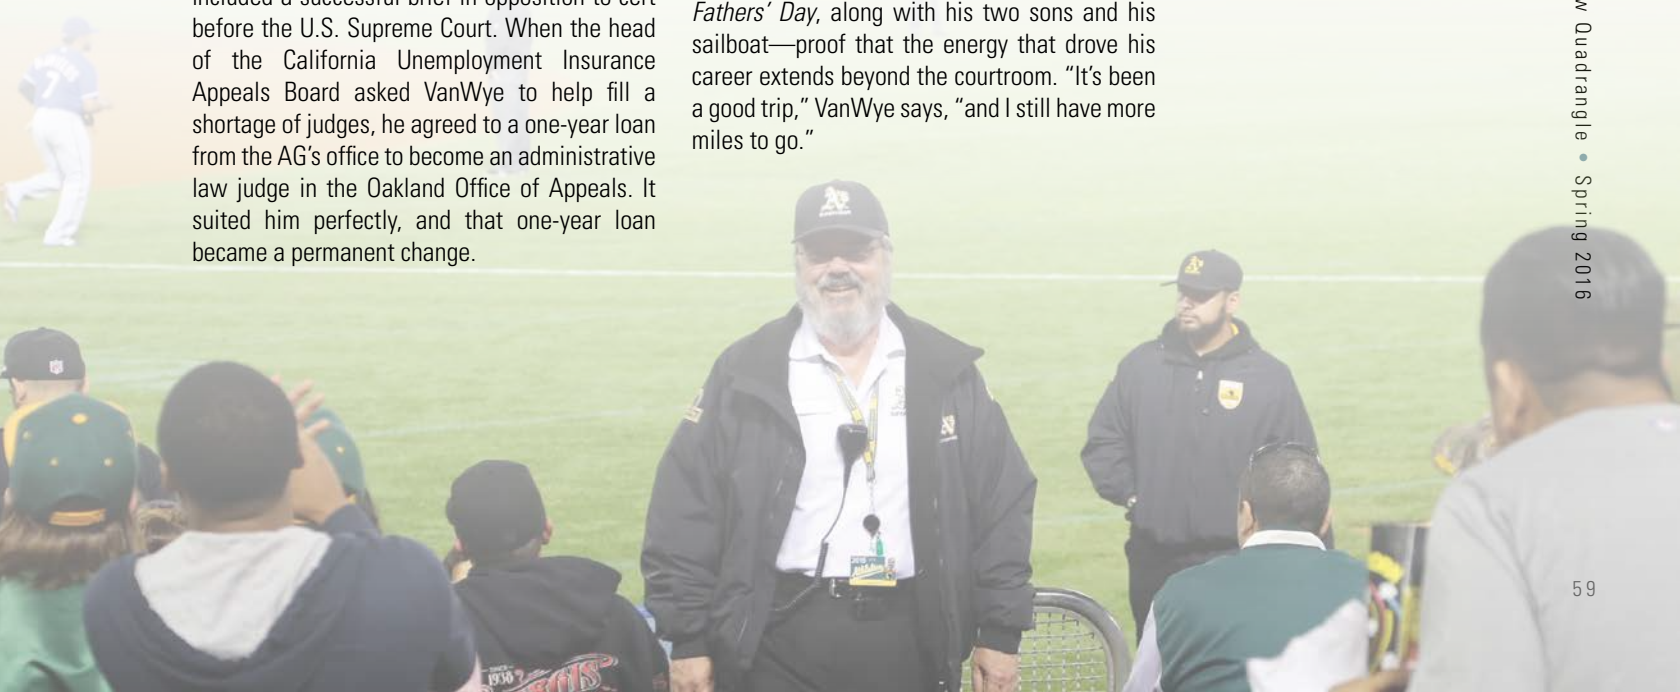 before the U.S. Supreme Court. When the head
of the California Unemployment Insurance
Appeals Board asked VanWye to help fill a
shortage of judges, he agreed to a one-year loan
from the AG’s office to become an administrative
law judge in the Oakland Office of Appeals. It
suited him perfectly, and that one-year loan
became a permanent change.
Fathers’ Day, along with his two sons and his
sailboat—proof that the energy that drove his
career extends beyond the courtroom. “It’s been
a good trip,” VanWye says, “and I still have more
miles to go.”
Quadrangle • Spring 2016
59
7
A's
A's
SINCE
1938